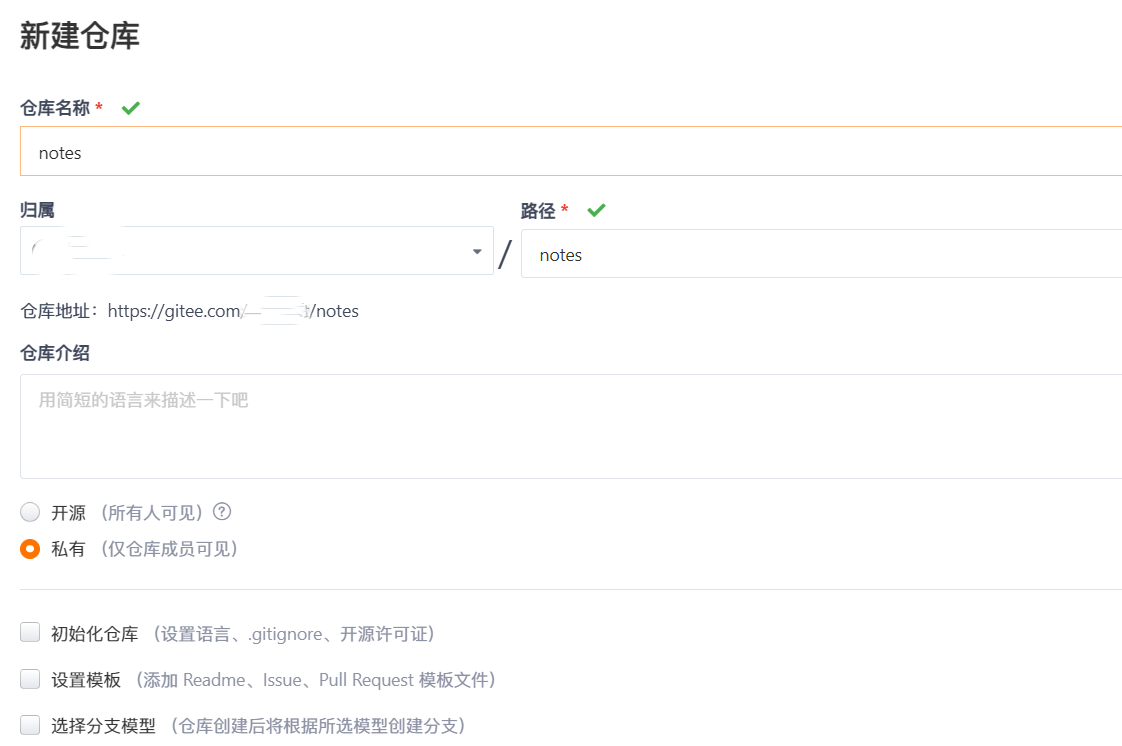 新建仓库
仓库名称 *
notes
归属
路径 *
/
notes
仓库地址：https://gitee.com/ /notes
仓库介绍
用简短的语言来描述一下吧
开源 （所有人可见） ?
私有 （仅仓库成员可见）
初始化仓库 （设置语言、.gitignore、开源许可证）
设置模板 （添加 Readme、Issue、Pull Request 模板文件）
选择分支模型 （仓库创建后将根据所选模型创建分支）